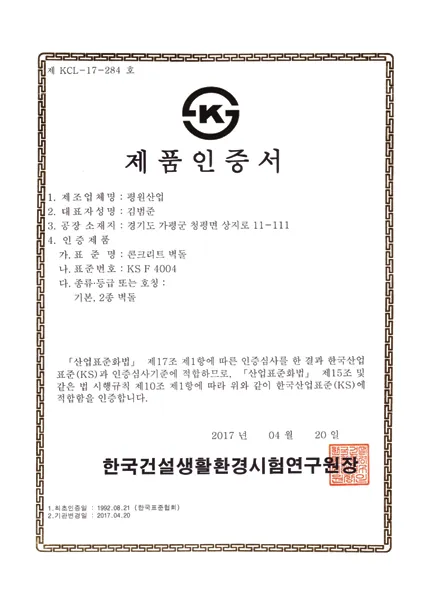 제 KCL-17-284 호
제품인증서
1. 제조업체명 : 평원산업
2. 대표자성명 : 김범준
3. 공장 소재지 : 경기도 가평군 청평면 상지로 11-111
4. 인증제품
가. 표 준 명 : 콘크리트 벽돌
나. 표준번호 : KS F 4004
다. 종류·등급 또는 호칭 :
기본, 2종 벽돌
「산업표준화법」 제17조 제1항에 따른 인증심사를 한 결과 한국산업
표준(KS)과 인증심사기준에 적합하므로, 「산업표준화법」 제15조 및
같은 법 시행규칙 제10조 제1항에 따라 위와 같이 한국산업표준(KS)에
적합함을 인증합니다.
2017 년 04 월 20 일
한국건설생활환경시험연구원장
1.최초인증일 : 1992.08.21 (한국표준협회)
2.기관변경일 : 2017.04.20